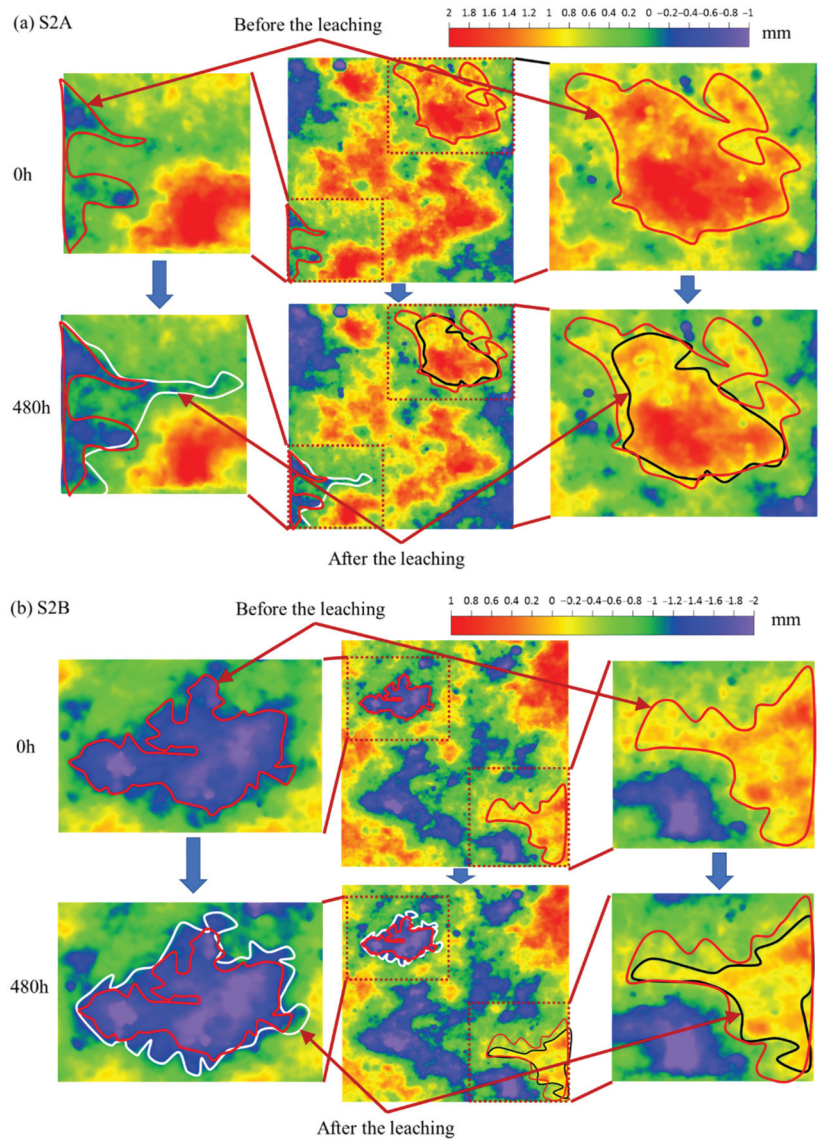 (a) S2A
Before the leaching
2 1.8 1.6 1.4 1.2 1 0.8 0.6 0.4 0.2 0 -0.2 -0.4 -0.6 -0.8 -1
mm
0h
480h
After the leaching
(b) S2B
Before the leaching
1 0.8 0.6 0.4 0.2 0 -0.2 -0.4 -0.6 -0.8 -1 -1.2 -1.4 -1.6 -1.8 -2
mm
0h
480h
After the leaching